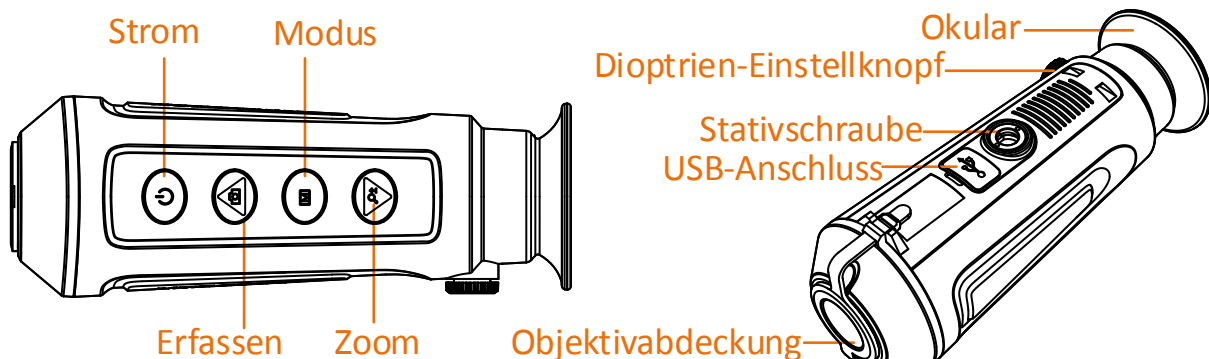 Strom
Modus
Erfassen
Zoom
Okular
Dioptrien-Einstellknopf
Stativschraube
USB-Anschluss
Objektivabdeckung
M